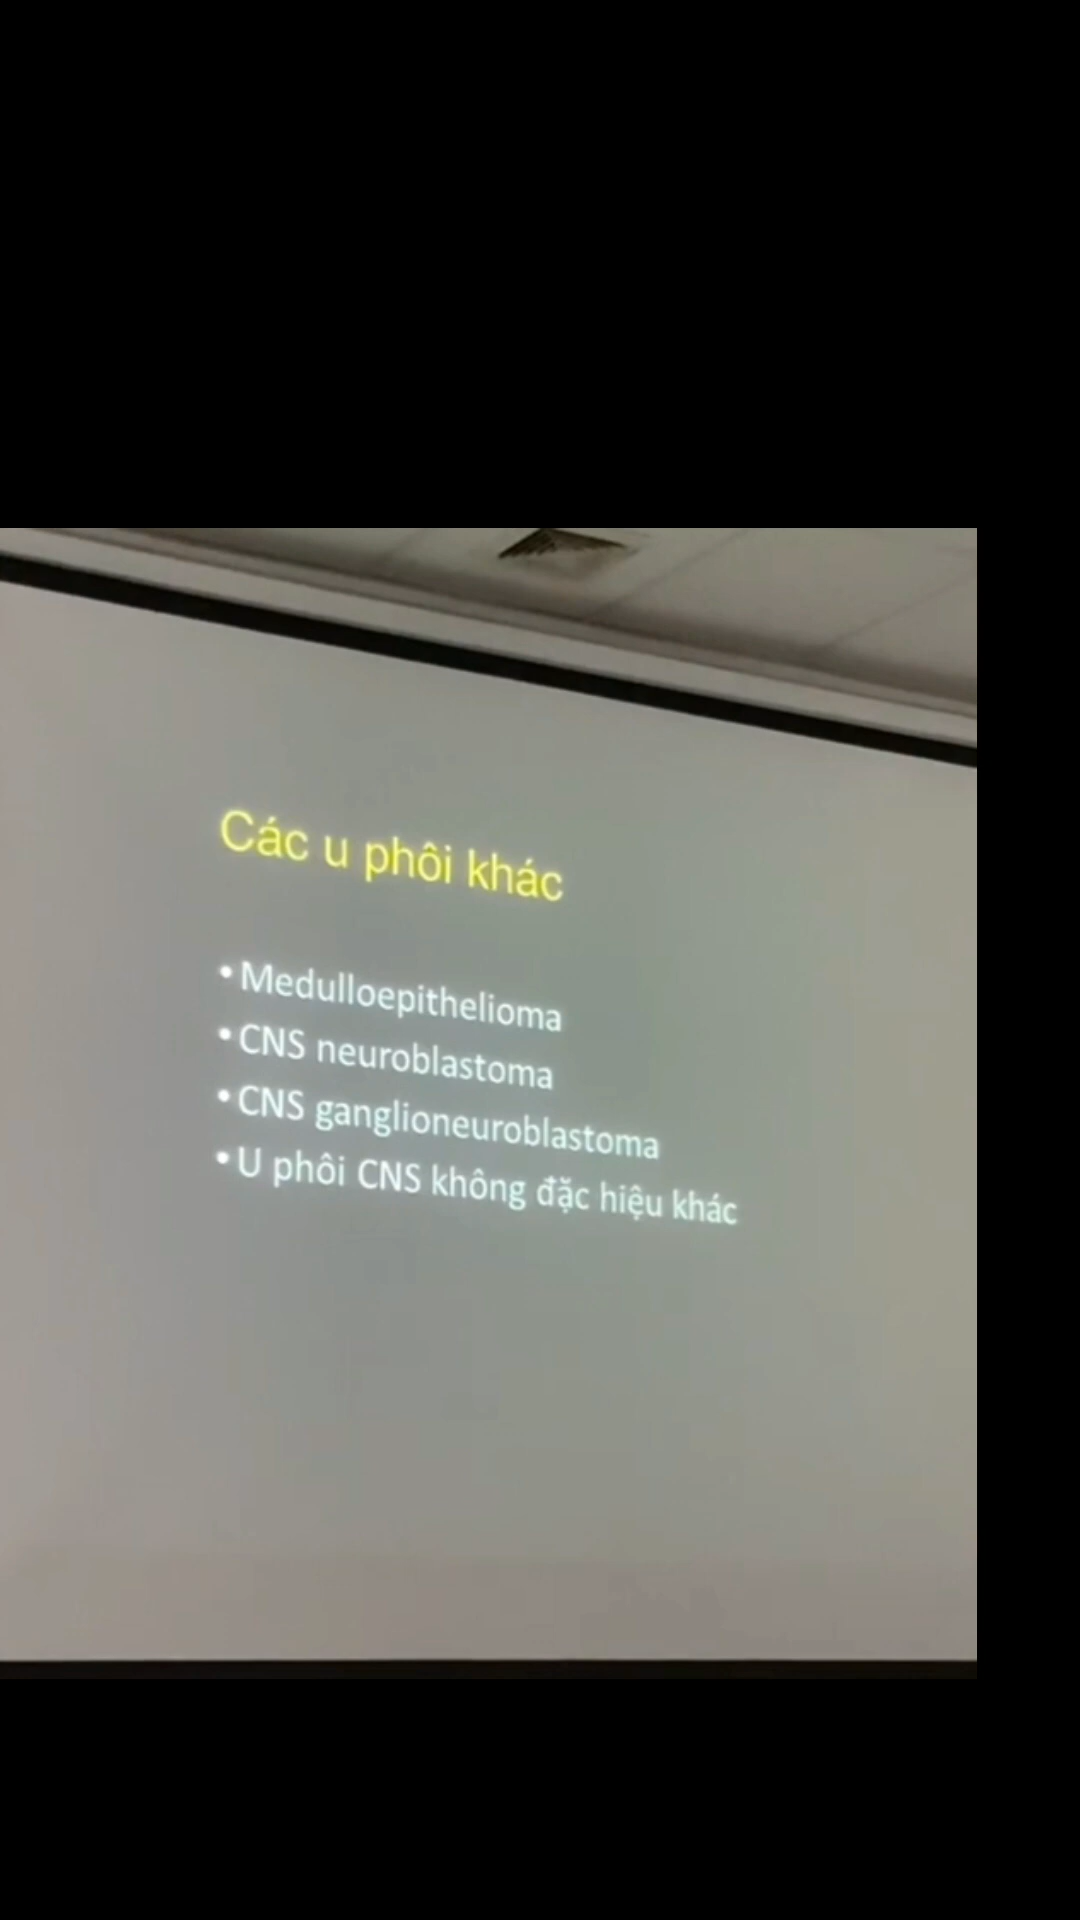 Các u phôi khác
• Medulloepithelioma
• CNS neuroblastoma
• CNS ganglioneuroblastoma
• U phôi CNS không đặc hiệu khác